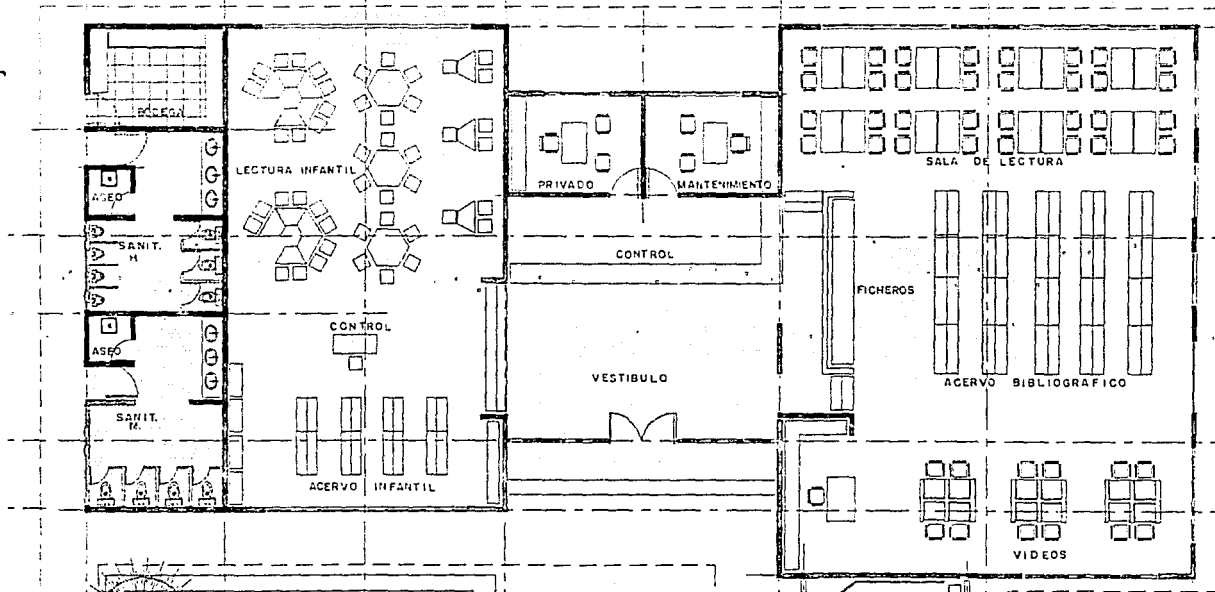 BODEGA
LECTURA INFANTIL
PRIVADO
MANTENIMIENTO
SALA DE LECTURA
ASEO
SANIT.
H
CONTROL
FICHEROS
CONTROL
ASEO
VESTIBULO
ACERVO BIBLIOGRAFICO
SANIT.
M.
ACERVO INFANTIL
VIDEOS